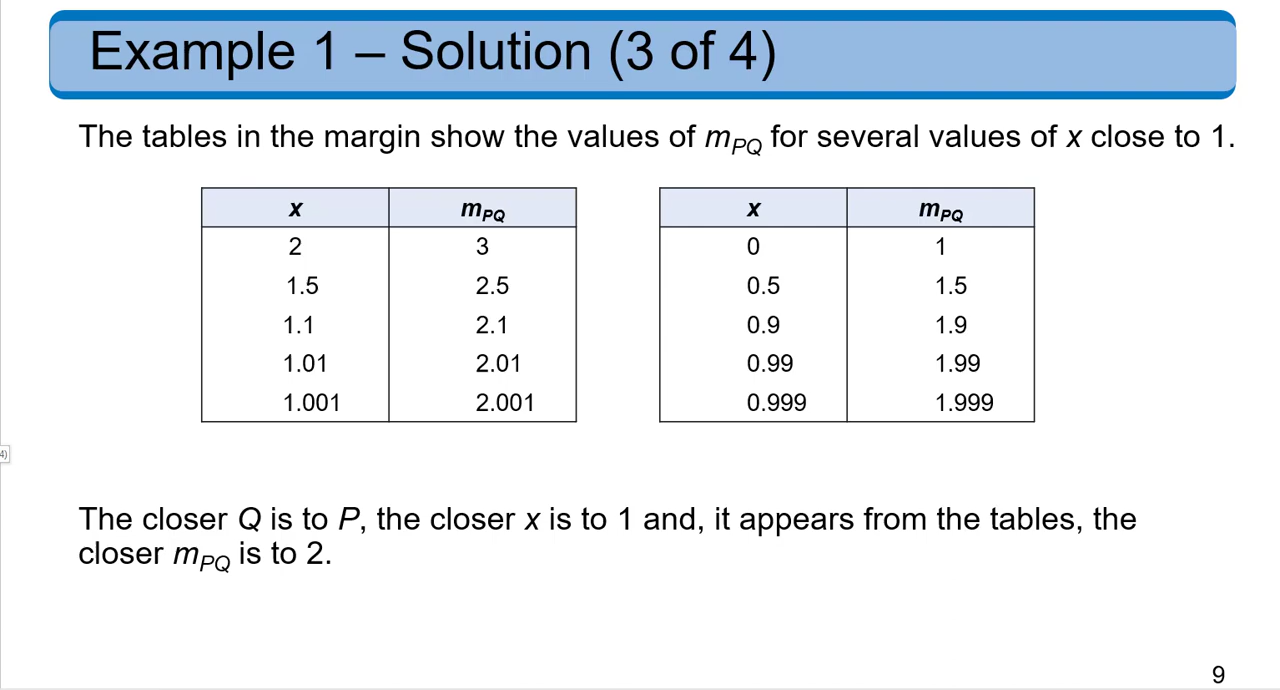 Example 1 – Solution (3 of 4)
The tables in the margin show the values of mPQ for several values of x close to 1.
x mPQ x mPQ
2 3 0 1
1.5 2.5 0.5 1.5
1.1 2.1 0.9 1.9
1.01 2.01 0.99 1.99
1.001 2.001 0.999 1.999
4)
The closer Q is to P, the closer x is to 1 and, it appears from the tables, the
closer mPQ is to 2.
9